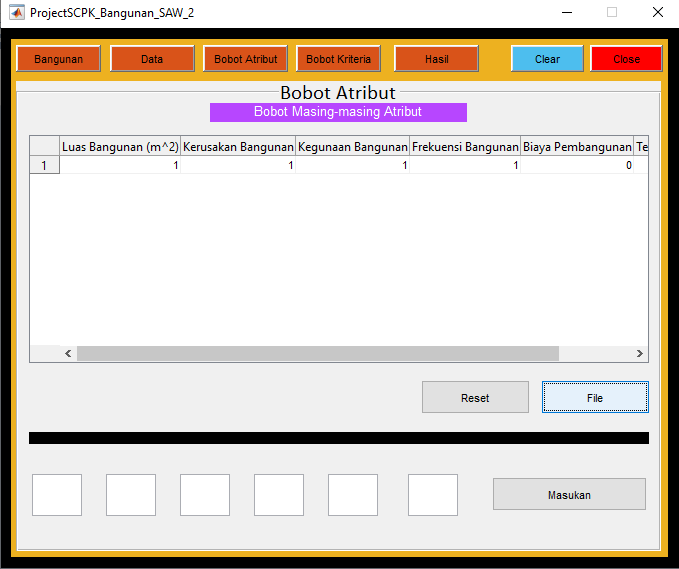 ProjectSCPK_Bangunan_SAW_2
Bangunan Data Bobot Atribut Bobot Kriteria Hasil Clear Close
Bobot Atribut
Bobot Masing-masing Atribut
Luas Bangunan (m^2) Kerusakan Bangunan Kegunaan Bangunan Frekuensi Bangunan Biaya Pembangunan Te
1 1 1 1 1 0
Reset File
Masukan